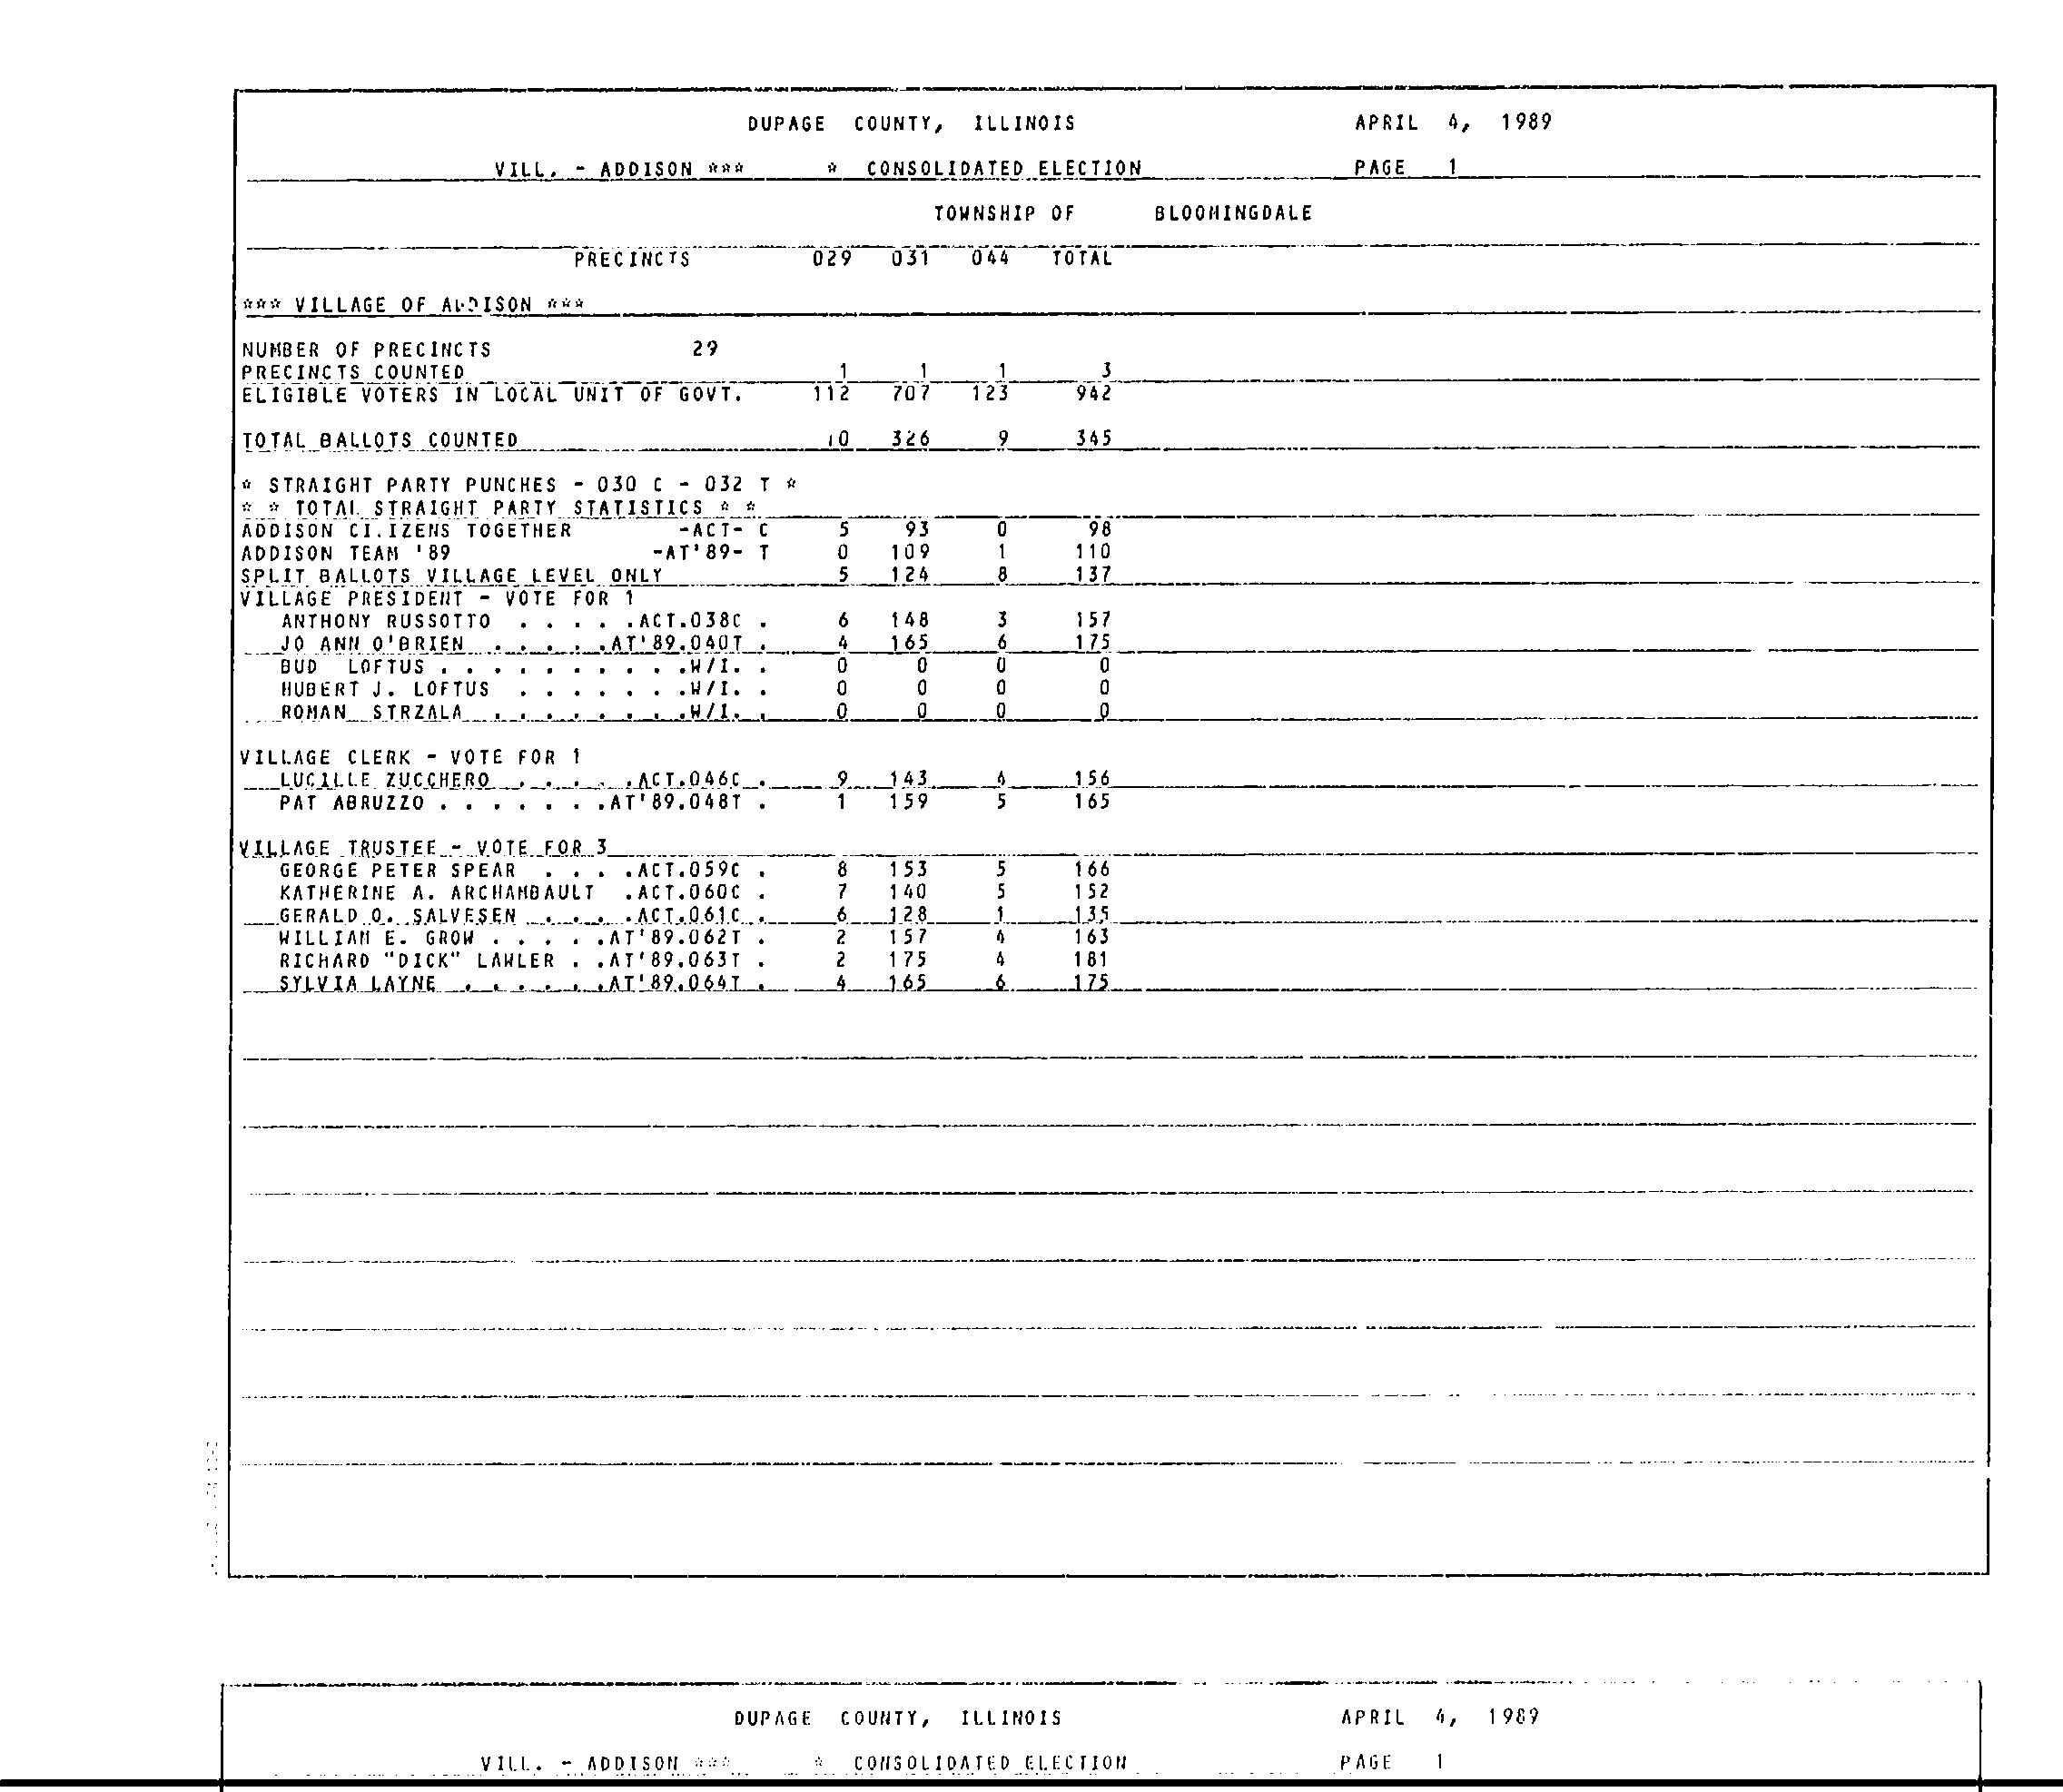 DUPAGE COUNTY, ILLINOIS APRIL 4, 1989
VILL. - ADDISON *** * CONSOLIDATED ELECTION PAGE 1
TOWNSHIP OF BLOOMINGDALE
PRECINCTS 029 031 044 TOTAL
*** VILLAGE OF ADDISON ***
NUMBER OF PRECINCTS 29
PRECINCTS COUNTED 1 1 1 3
ELIGIBLE VOTERS IN LOCAL UNIT OF GOVT. 112 707 123 942
TOTAL BALLOTS COUNTED 10 326 9 345
* STRAIGHT PARTY PUNCHES - 030 C - 032 T *
* * TOTAL STRAIGHT PARTY STATISTICS * *
ADDISON CI.IZENS TOGETHER -ACT- C 5 93 0 98
ADDISON TEAM '89 -AT'89- T 0 109 1 110
SPLIT BALLOTS VILLAGE LEVEL ONLY 5 124 8 137
VILLAGE PRESIDENT - VOTE FOR 1
ANTHONY RUSSOTTO . . . . .ACT.038C . 6 148 3 157
JO ANN O'BRIEN . . . . . .AT'89.040T . 4 165 6 175
BUD LOFTUS . . . . . . . . . .W/I. . 0 0 0 0
HUBERT J. LOFTUS . . . . . . .W/I. . 0 0 0 0
ROMAN STRZALA . . . . . . . .W/I. . 0 0 0 0
VILLAGE CLERK - VOTE FOR 1
LUCILLE ZUCCHERO . . . . .ACT.046C . 9 143 4 156
PAT ABRUZZO . . . . . . .AT'89.048T . 1 159 5 165
VILLAGE TRUSTEE - VOTE FOR 3
GEORGE PETER SPEAR . . . .ACT.059C . 8 153 5 166
KATHERINE A. ARCHAMBAULT .ACT.060C . 7 140 5 152
GERALD O. SALVESEN . . . .ACT.061C . 6 128 1 135
WILLIAM E. GROW . . . . .AT'89.062T . 2 157 4 163
RICHARD "DICK" LAWLER . .AT'89.063T . 2 175 4 181
SYLVIA LAYNE . . . . . .AT'89.064T . 4 165 6 175
DUPAGE COUNTY, ILLINOIS APRIL 4, 1989
VILL. - ADDISON *** * CONSOLIDATED ELECTION PAGE 1